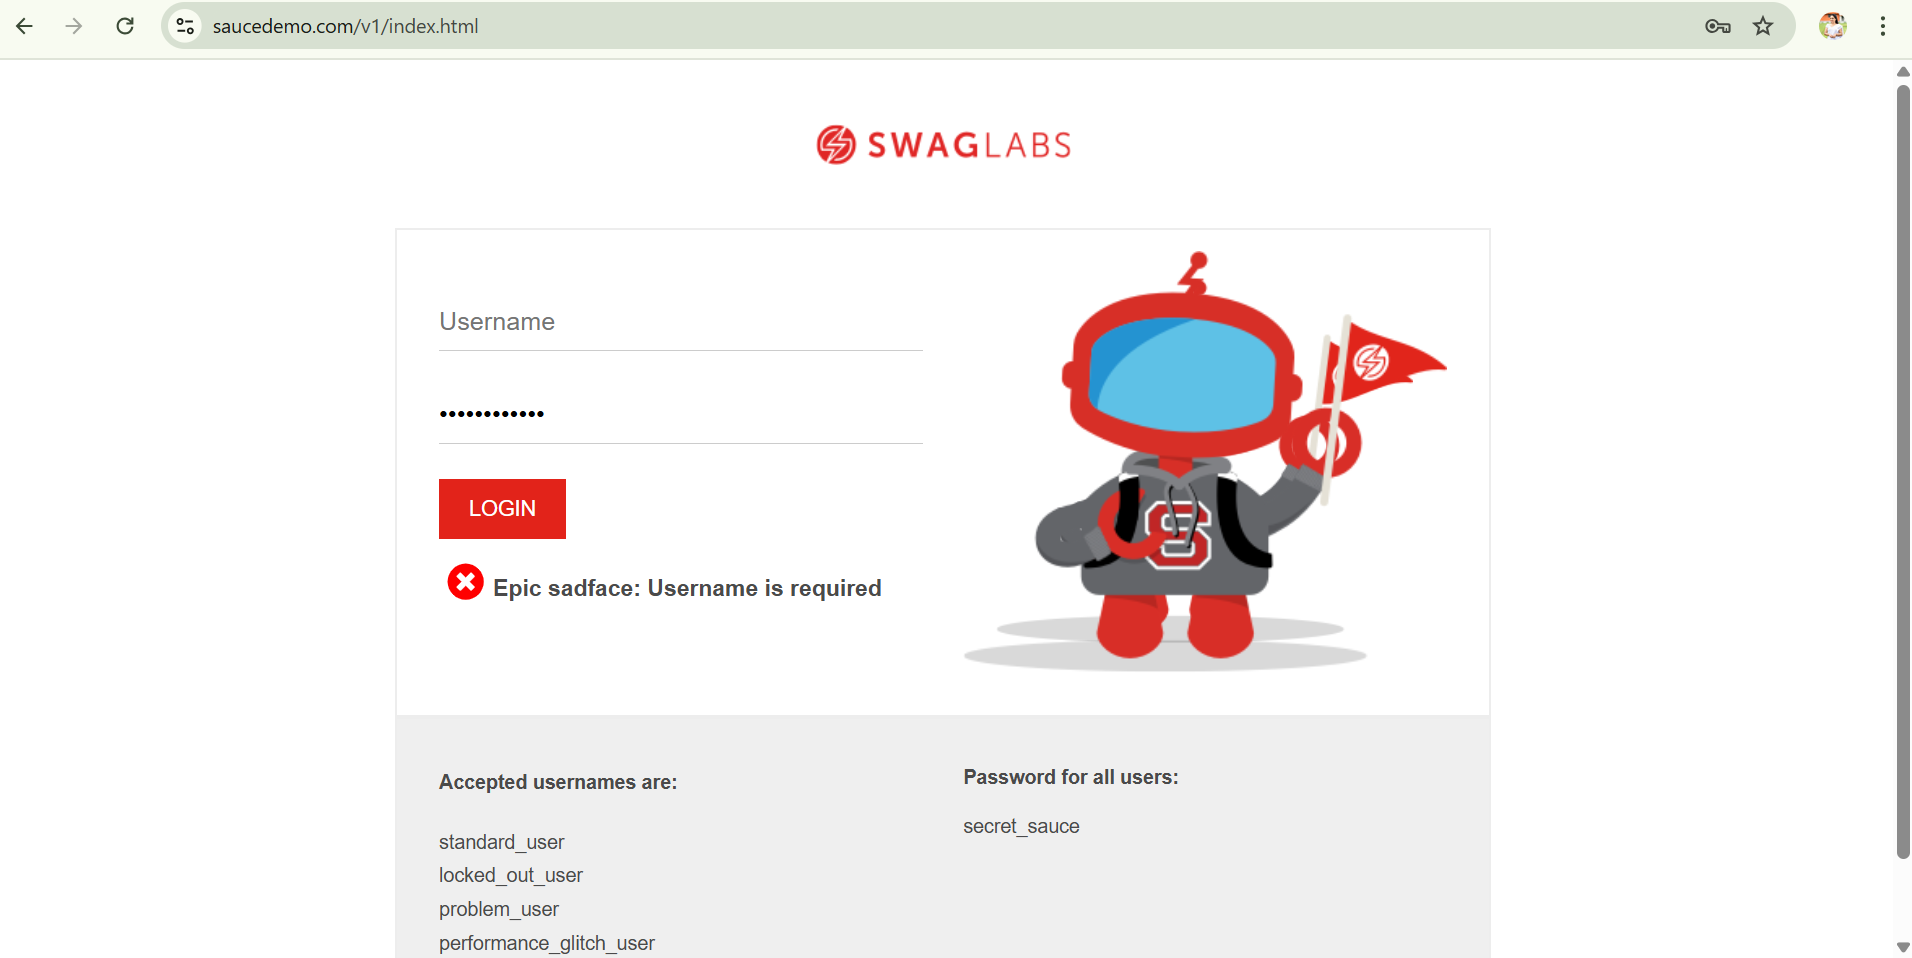 saucedemo.com/v1/index.html
SWAGLABS
Username
••••••••••••
LOGIN
Epic sadface: Username is required
S
Accepted usernames are:
standard_user
locked_out_user
problem_user
performance_glitch_user
Password for all users:
secret_sauce